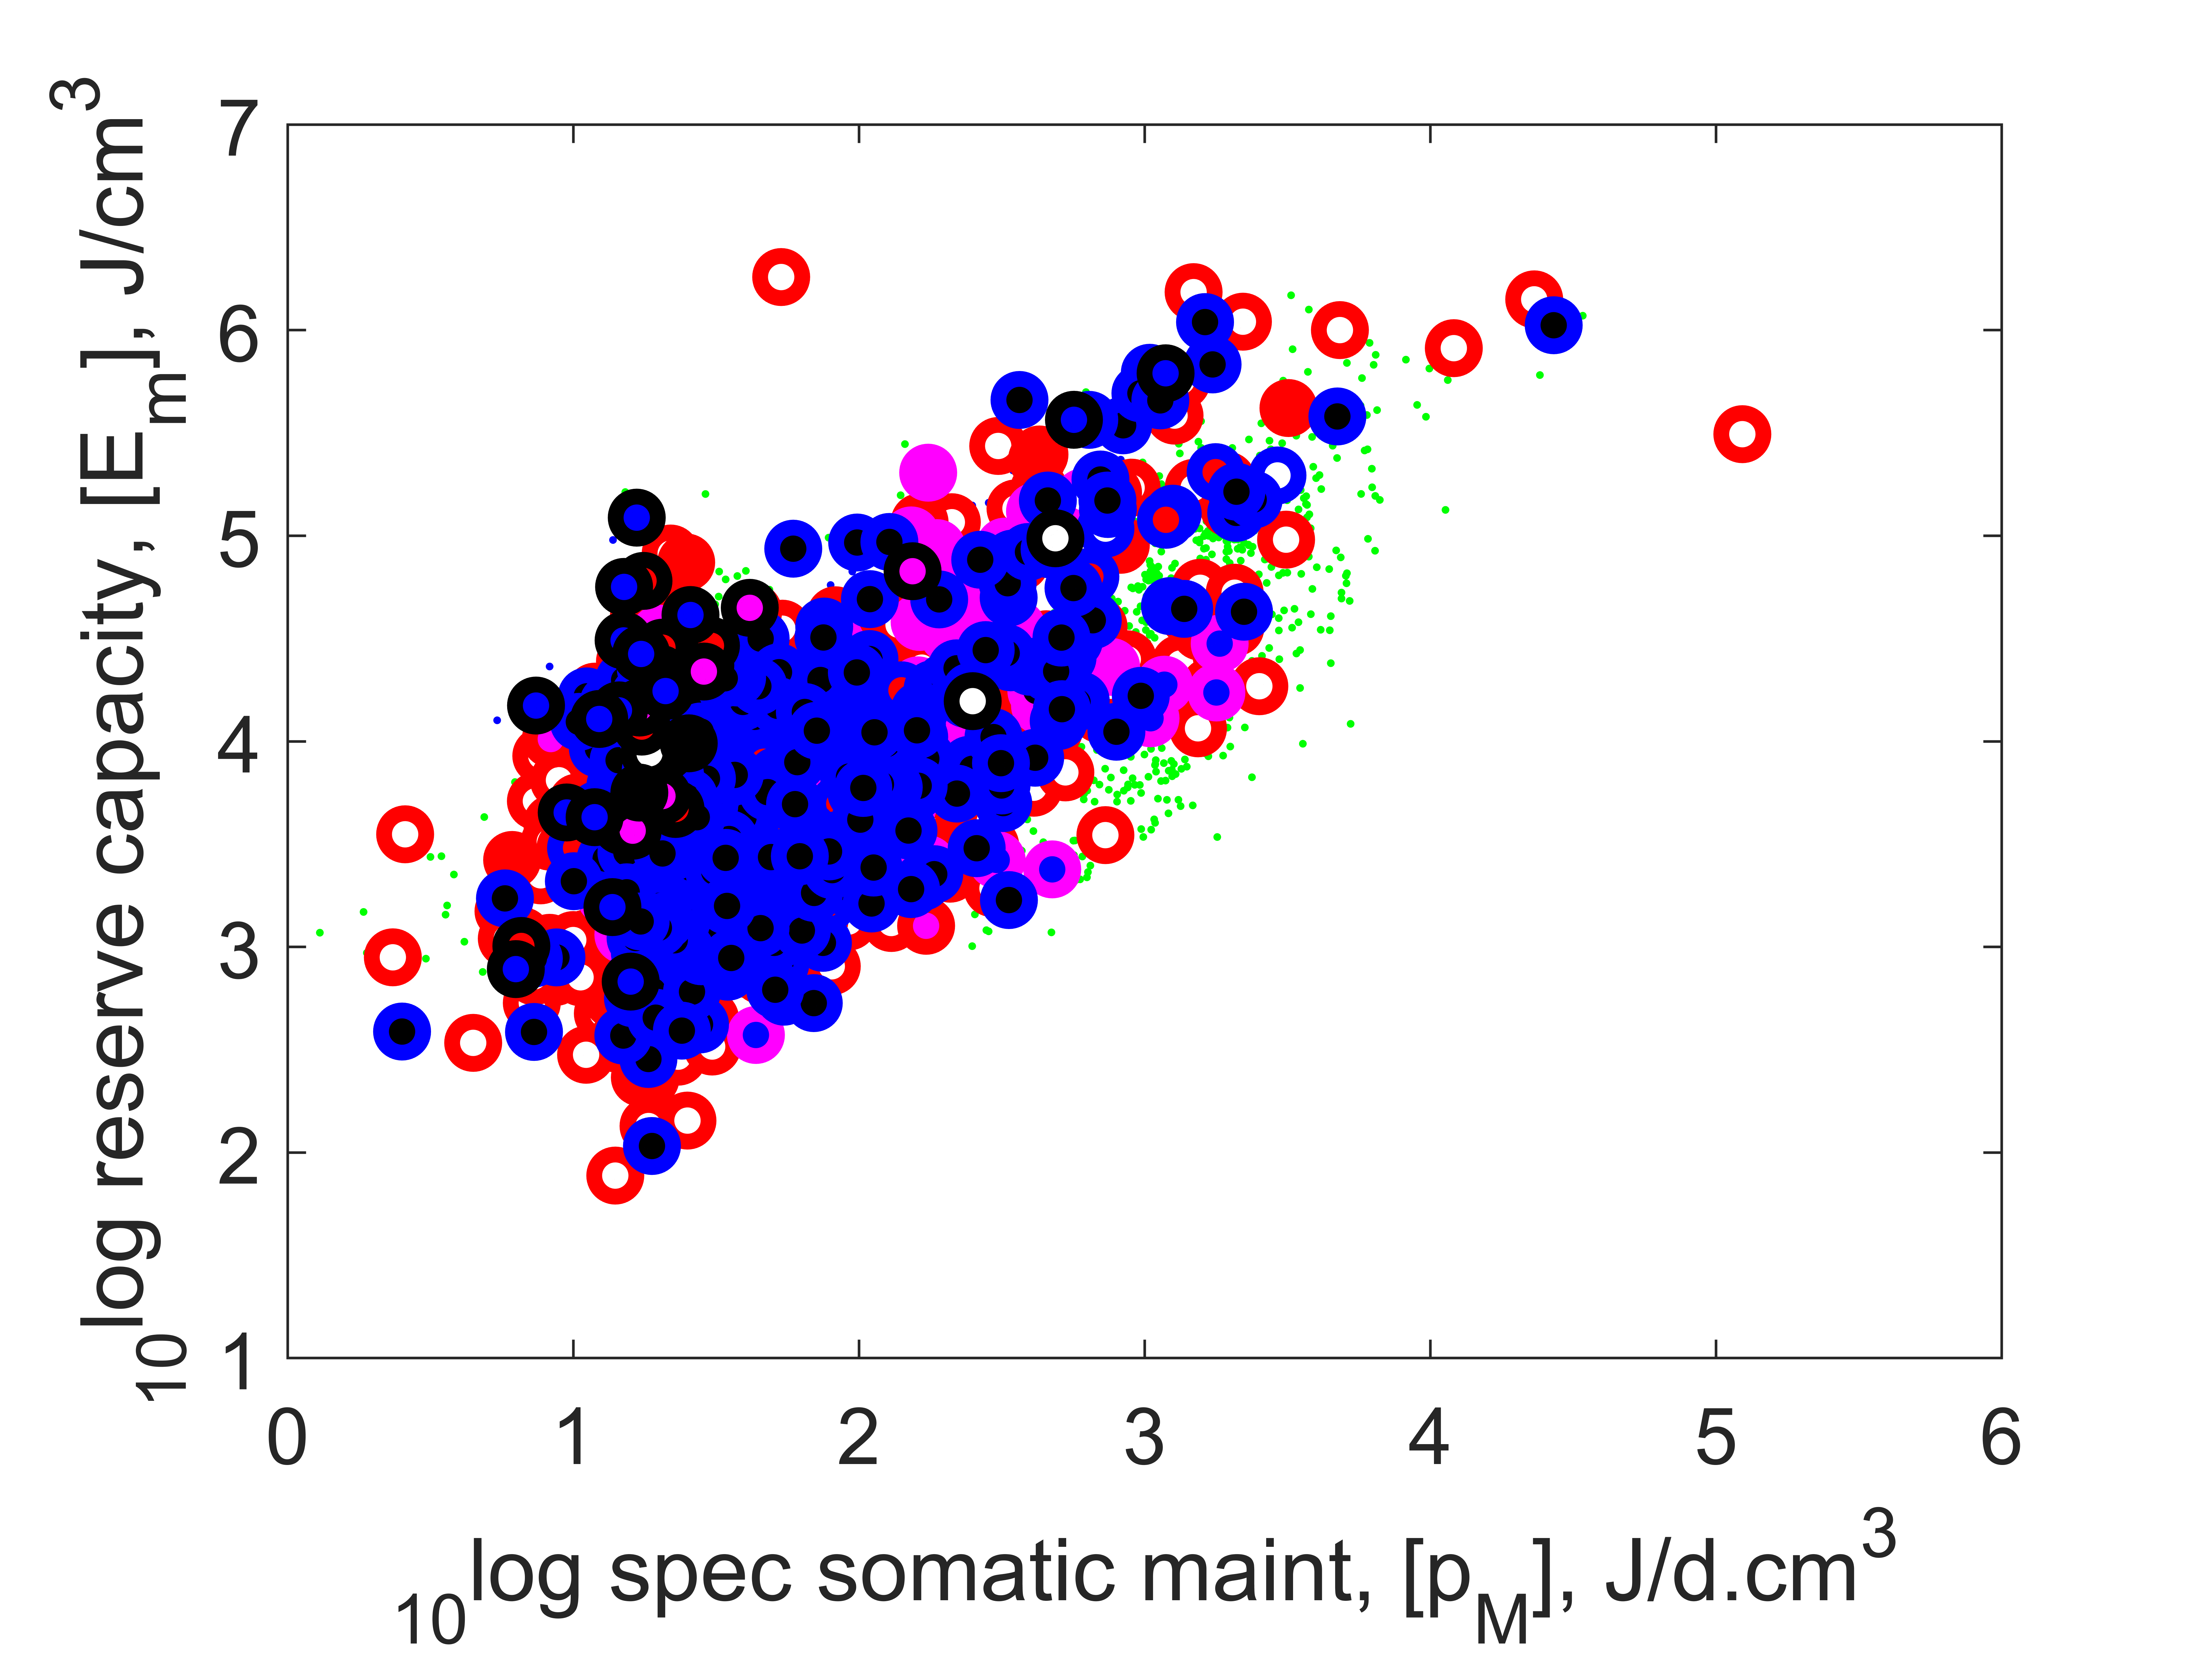 10log reserve capacity, [Em], J/cm3
7
6
5
4
3
2
1
0 1 2 3 4 5 6
10log spec somatic maint, [pM], J/d.cm3